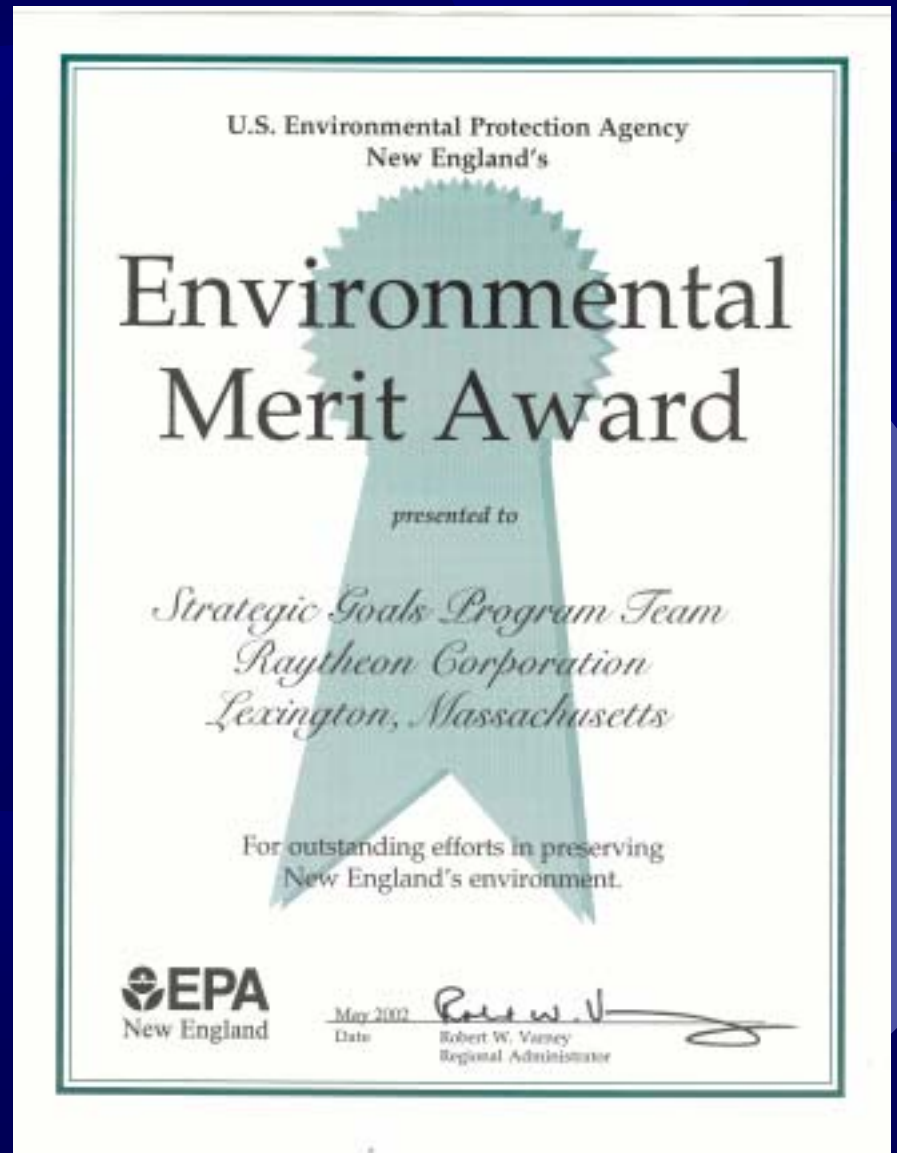 U.S. Environmental Protection Agency
New England's
Environmental
Merit Award
presented to
Strategic Goals Program Team
Raytheon Corporation
Lexington, Massachusetts
For outstanding efforts in preserving
New England's environment.
EPA
New England
May 2002
Date
Robert W. Varney
Regional Administrator